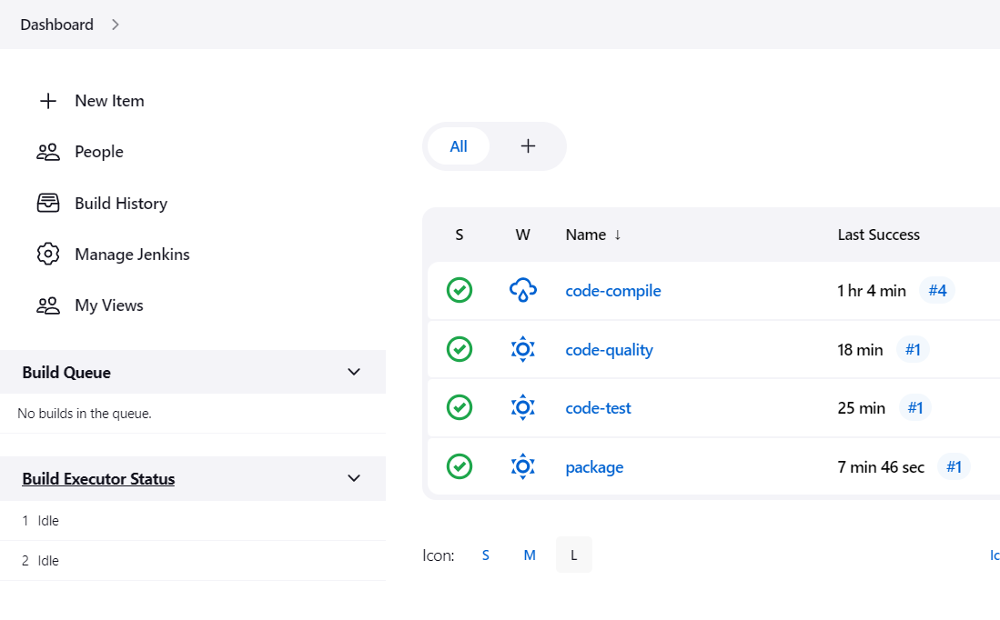 Dashboard
New Item
People
Build History
Manage Jenkins
My Views
Build Queue
No builds in the queue.
Build Executor Status
1 Idle
2 Idle
All +
S W Name ↓ Last Success
code-compile 1 hr 4 min #4
code-quality 18 min #1
code-test 25 min #1
package 7 min 46 sec #1
Icon: S M L